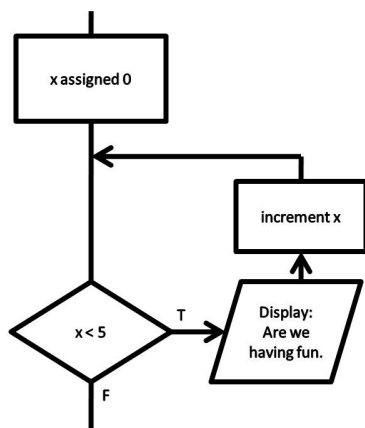 x assigned 0
increment x
x < 5
T
Display:
Are we
having fun.
F